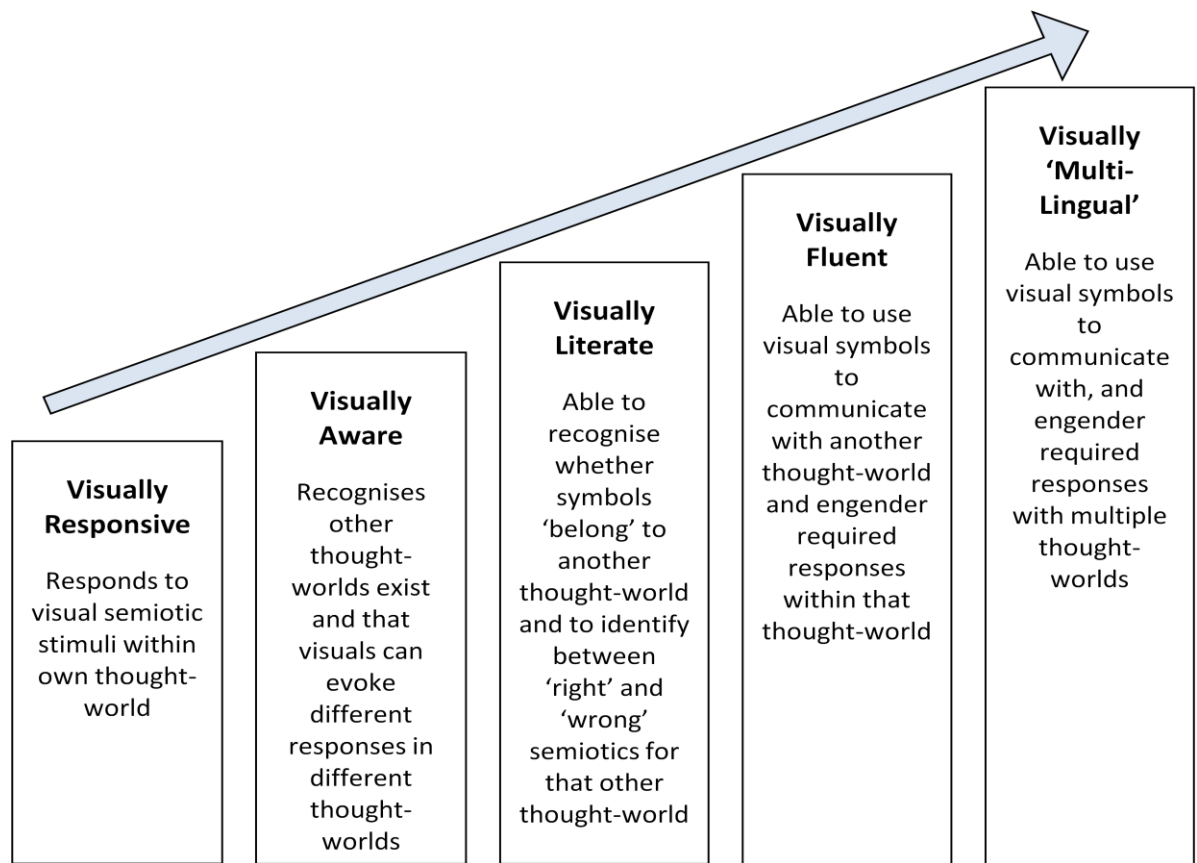 Visually
Responsive
Responds to
visual semiotic
stimuli within
own thought-
world
Visually
Aware
Recognises
other
thought-
worlds exist
and that
visuals can
evoke
different
responses in
different
thought-
worlds
Visually
Literate
Able to
recognise
whether
symbols
‘belong’ to
another
thought-world
and to identify
between
‘right’ and
‘wrong’
semiotics for
that other
thought-world
Visually
Fluent
Able to use
visual symbols
to
communicate
with another
thought-world
and engender
required
responses
within that
thought-world
Visually
‘Multi-
Lingual’
Able to use
visual symbols
to
communicate
with, and
engender
required
responses
with multiple
thought-
worlds